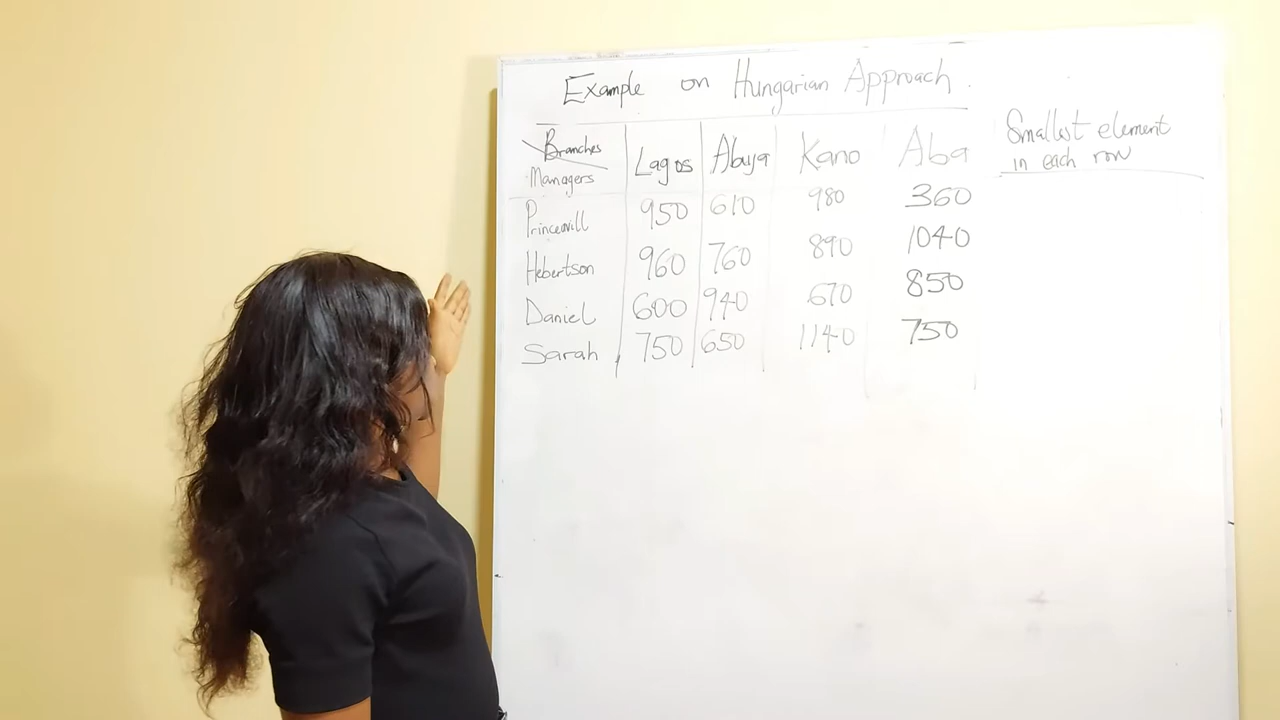 Example on Hungarian Approach.
Branches
Managers
Lagos Abuja Kano Aba
Smallest element
in each row
Princewill 950 610 980 360
Hebertson 960 760 890 1040
Daniel 600 940 670 850
Sarah 750 650 1140 750